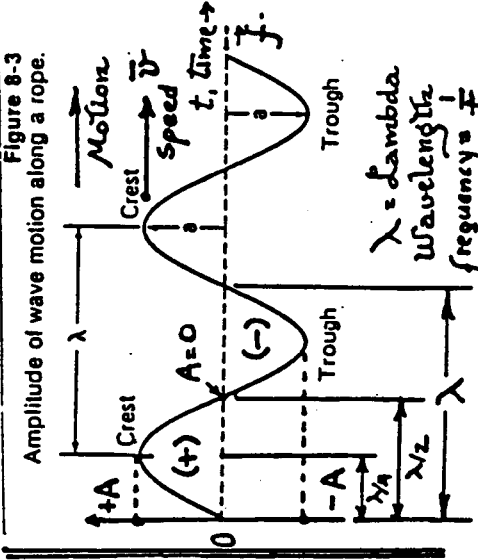 Figure 8-3
Amplitude of wave motion along a rope.
Motion
λ
Crest
Crest
Speed v̄
+A
(+)
A=0
a
t, time →
0
(-)
a
-A
Trough
Trough
λ/4
λ/2
λ
λ = Lambda
Wavelength
frequency =